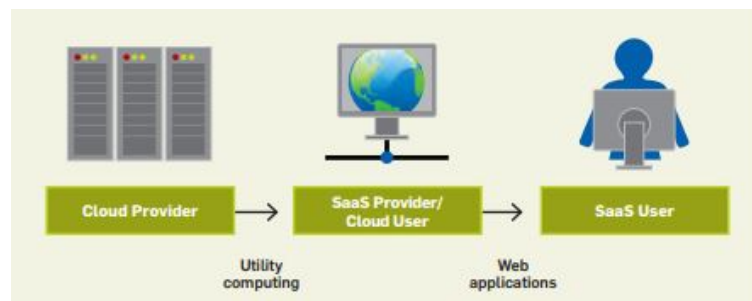 Cloud Provider
SaaS Provider/
Cloud User
SaaS User
Utility
computing
Web
applications